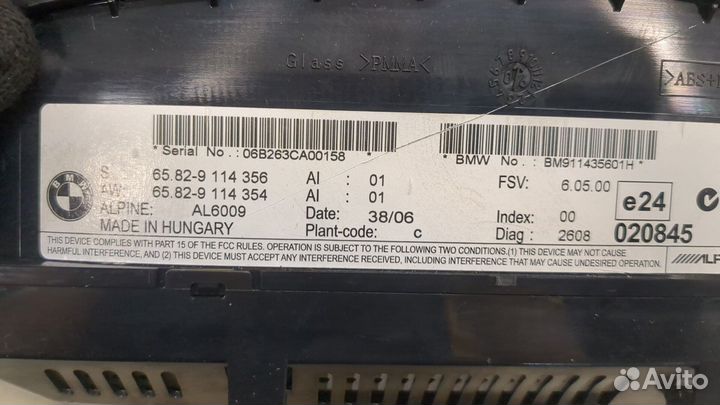 Glass >PMMA<
>ABS+
* Serial No.: 06B263CA00158 *
* BMW No.: BM911435601H *
S 65.82-9 114 356 AI : 01
AW: 65.82-9 114 354 AI : 01
ALPINE: AL6009 Date: 38/06
MADE IN HUNGARY Plant-code: c
FSV: 6.05.00
Index: 00
Diag : 2608
e24
020845
BMW
THIS DEVICE COMPLIES WITH PART 15 OF THE FCC RULES. OPERATION IS SUBJECT TO THE FOLLOWING TWO CONDITIONS.(1) THIS DEVICE MAY NOT CAUSE
HARMFUL INTERFERENCE, AND (2) THIS DEVICE MUST ACCEPT ANY INTERFERENCE RECEIVED, INCLUDING INTERFERENCE THAT MAY CAUSE UNDESIRED OPERATION.
ALP
Avito